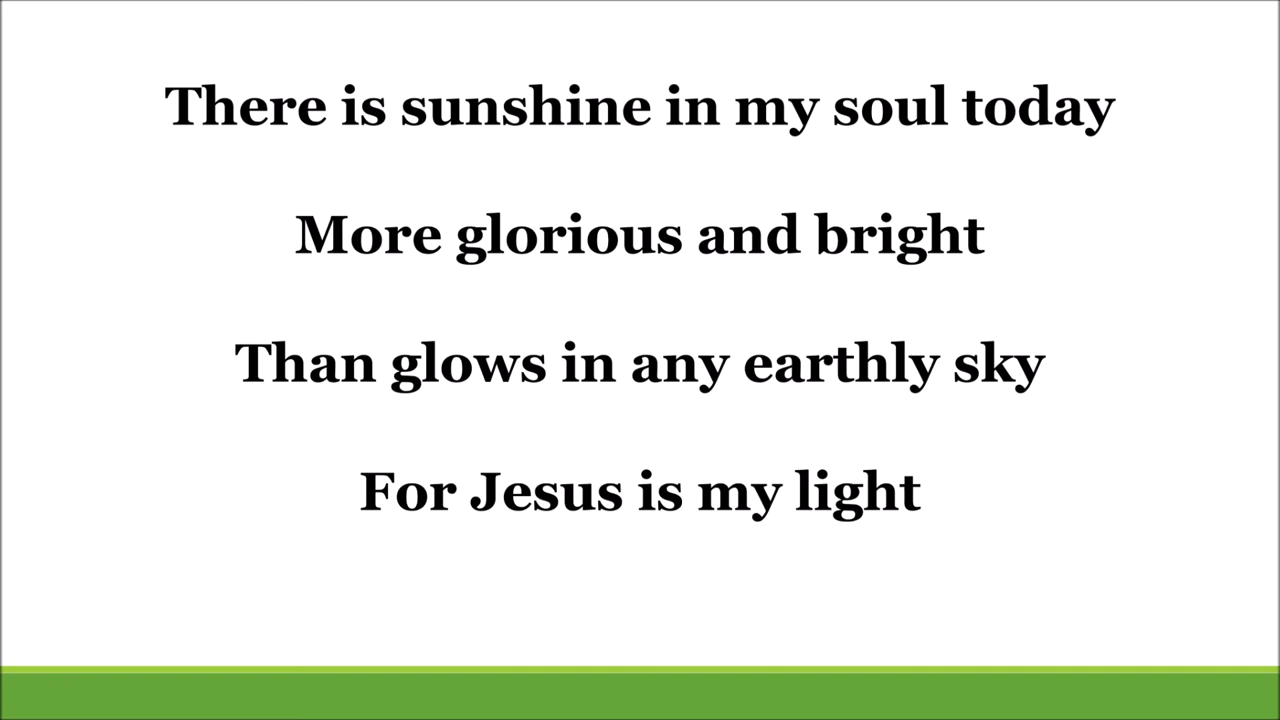 There is sunshine in my soul today
More glorious and bright
Than glows in any earthly sky
For Jesus is my light